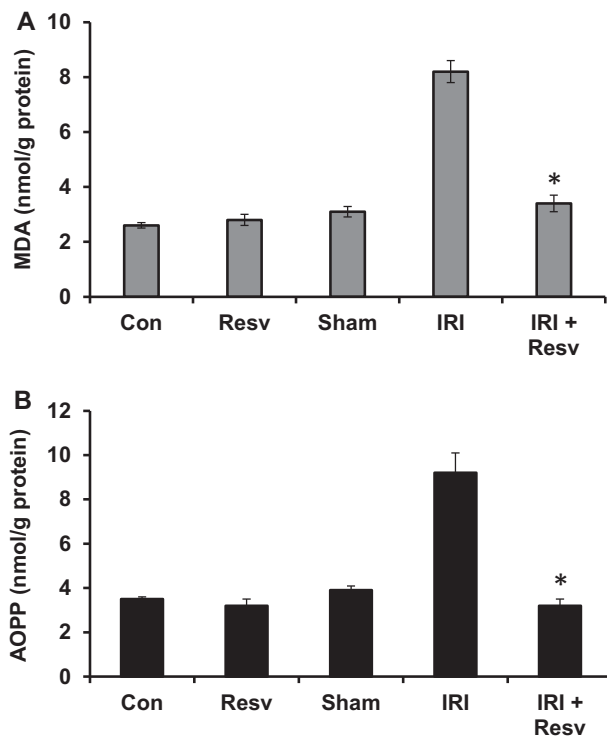 A
MDA (nmol/g protein)
10
8
6
4
2
0
Con Resv Sham IRI IRI +
Resv
*
B
AOPP (nmol/g protein)
12
10
8
6
4
2
0
Con Resv Sham IRI IRI +
Resv
*